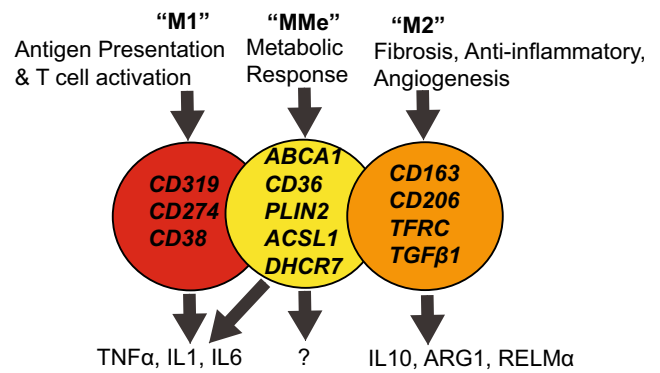 “M1”
Antigen Presentation
& T cell activation
“MMe”
Metabolic
Response
“M2”
Fibrosis, Anti-inflammatory,
Angiogenesis
CD319
CD274
CD38
ABCA1
CD36
PLIN2
ACSL1
DHCR7
CD163
CD206
TFRC
TGFβ1
TNFα, IL1, IL6
?
IL10, ARG1, RELMα